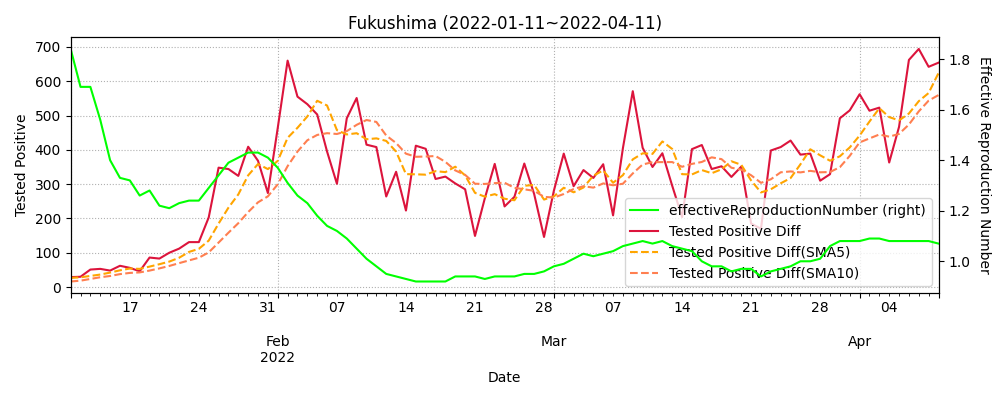 Fukushima (2022-01-11~2022-04-11)
700
600
500
400
300
200
100
0
Tested Positive
1.8
1.6
1.4
1.2
1.0
Effective Reproduction Number
effectiveReproductionNumber (right)
Tested Positive Diff
Tested Positive Diff(SMA5)
Tested Positive Diff(SMA10)
17 24 31 07 14 21 28 07 14 21 28 04
Feb Mar Apr
2022
Date